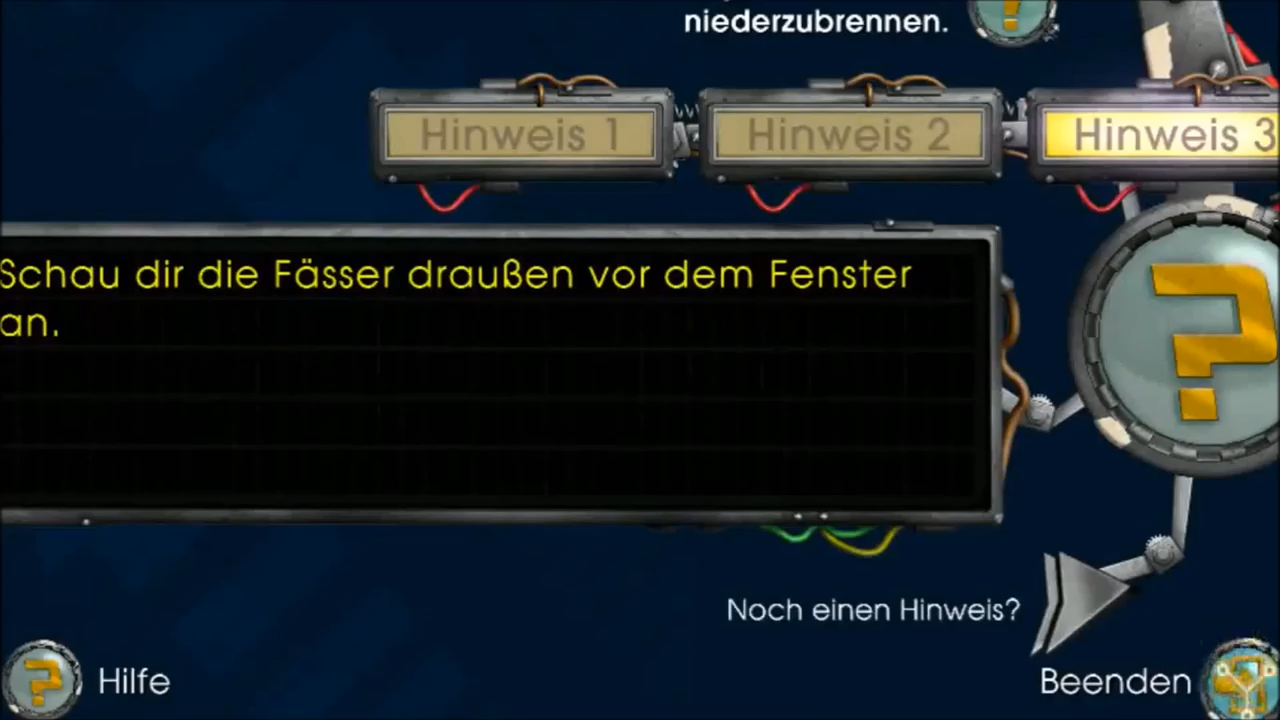 niederzubrennen.
Hinweis 1
Hinweis 2
Hinweis 3
Schau dir die Fässer draußen vor dem Fenster
an.
Noch einen Hinweis?
Hilfe
Beenden